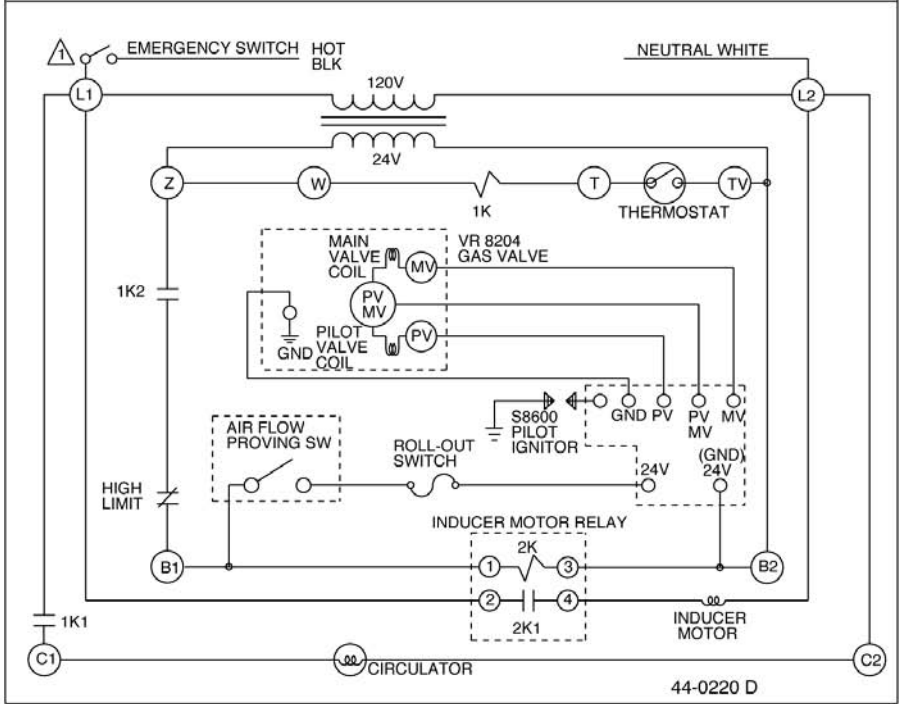 1
EMERGENCY SWITCH
HOT
BLK
NEUTRAL WHITE
L1
120V
L2
24V
Z
W
1K
T
THERMOSTAT
TV
MAIN
VALVE
COIL
MV
VR 8204
GAS VALVE
1K2
PV
MV
GND
PILOT
VALVE
COIL
PV
AIR FLOW
PROVING SW
S8600
PILOT
IGNITOR
GND
PV
PV
MV
MV
ROLL-OUT
SWITCH
24V
(GND)
24V
HIGH
LIMIT
INDUCER MOTOR RELAY
B1
1
2K
3
B2
2
2K1
4
INDUCER
MOTOR
1K1
C1
CIRCULATOR
C2
44-0220 D